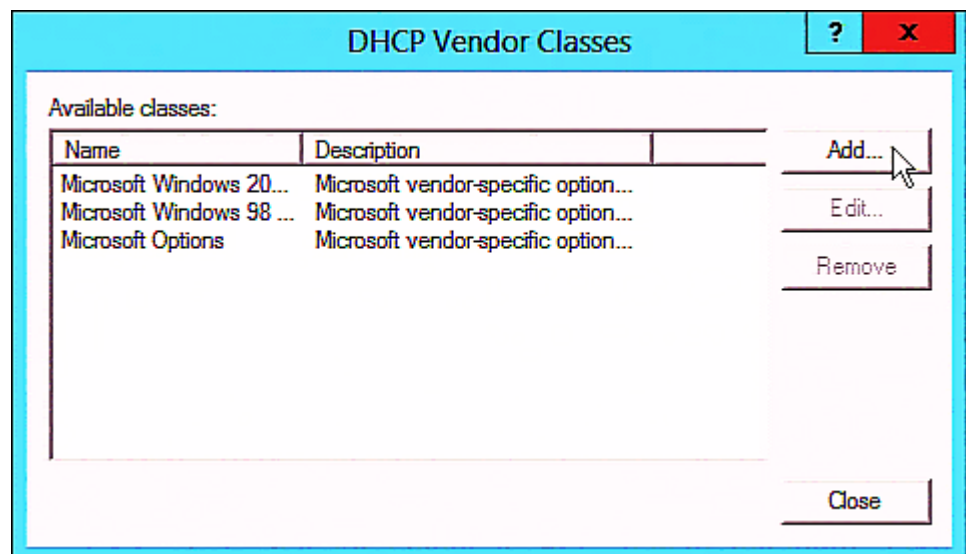 DHCP Vendor Classes ? x
Available classes:
Name Description
Add...
Microsoft Windows 20... Microsoft vendor-specific option...
Microsoft Windows 98 ... Microsoft vendor-specific option...
Edit...
Microsoft Options Microsoft vendor-specific option...
Remove
Close